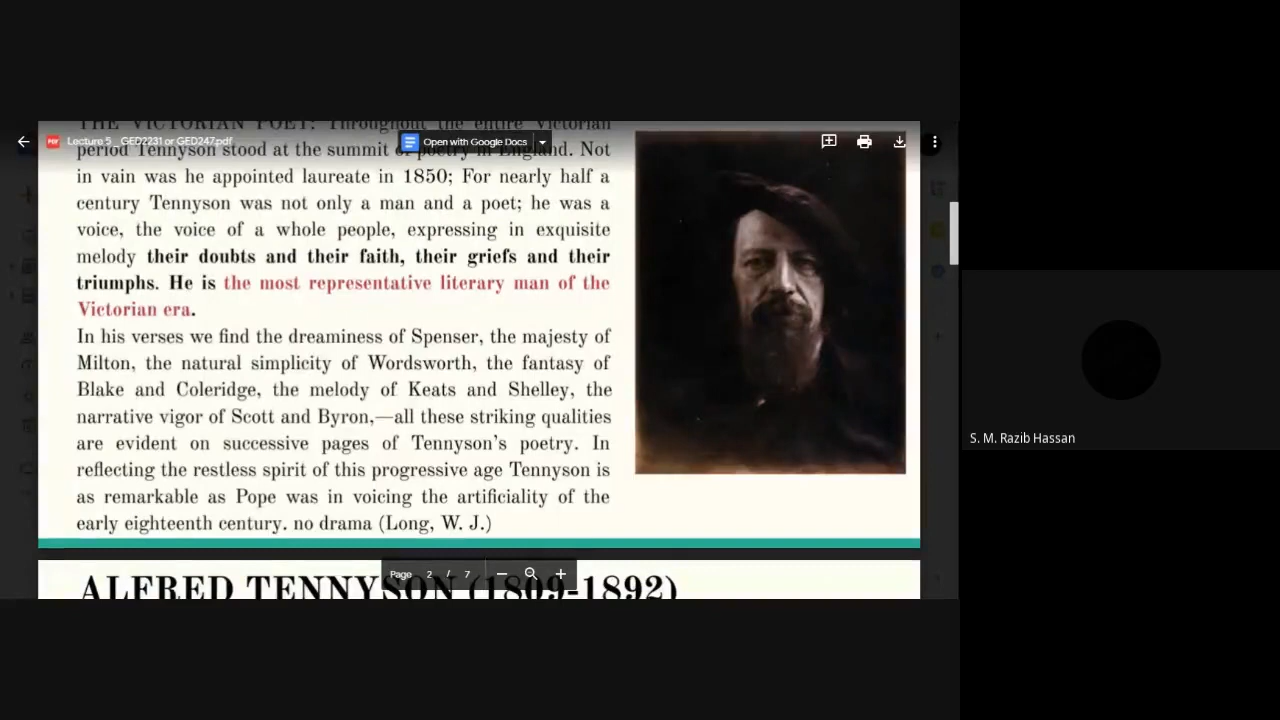 THE VICTORIAN POET: Throughout the entire Victorian
Lecture 5 _ GED2231 or GED247.pdf
Open with Google Docs
period Tennyson stood at the summit of poetry in England. Not
in vain was he appointed laureate in 1850; For nearly half a
century Tennyson was not only a man and a poet; he was a
voice, the voice of a whole people, expressing in exquisite
melody their doubts and their faith, their griefs and their
triumphs. He is the most representative literary man of the
Victorian era.
In his verses we find the dreaminess of Spenser, the majesty of
Milton, the natural simplicity of Wordsworth, the fantasy of
Blake and Coleridge, the melody of Keats and Shelley, the
narrative vigor of Scott and Byron,—all these striking qualities
are evident on successive pages of Tennyson's poetry. In
reflecting the restless spirit of this progressive age Tennyson is
as remarkable as Pope was in voicing the artificiality of the
early eighteenth century. no drama (Long, W. J.)
Page 2 / 7
ALFRED TENNYSON (1809-1892)
S. M. Razib Hassan